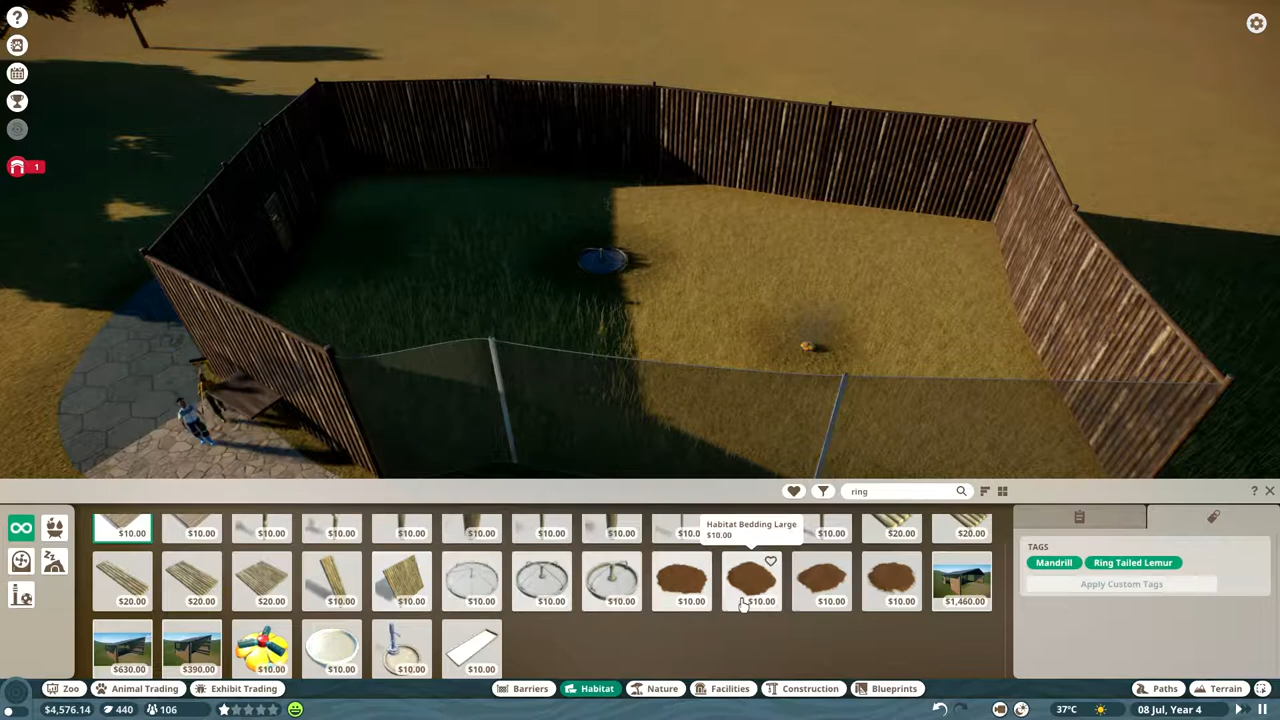 ?
1
ring
? ×
Habitat Bedding Large
$10.00
$10.00 $10.00 $10.00 $10.00 $10.00 $10.00 $10.00 $10.00 $20.00 $20.00
$20.00 $20.00 $20.00 $10.00 $10.00 $10.00 $10.00 $10.00 $10.00 $10.00 $10.00 $10.00 $1,460.00
$630.00 $390.00 $10.00 $10.00 $10.00 $10.00
TAGS
Mandrill Ring Tailed Lemur
Apply Custom Tags
Zoo Animal Trading Exhibit Trading Barriers Habitat Nature Facilities Construction Blueprints Paths Terrain
$4,576.14 440 106 37°C 08 Jul, Year 4